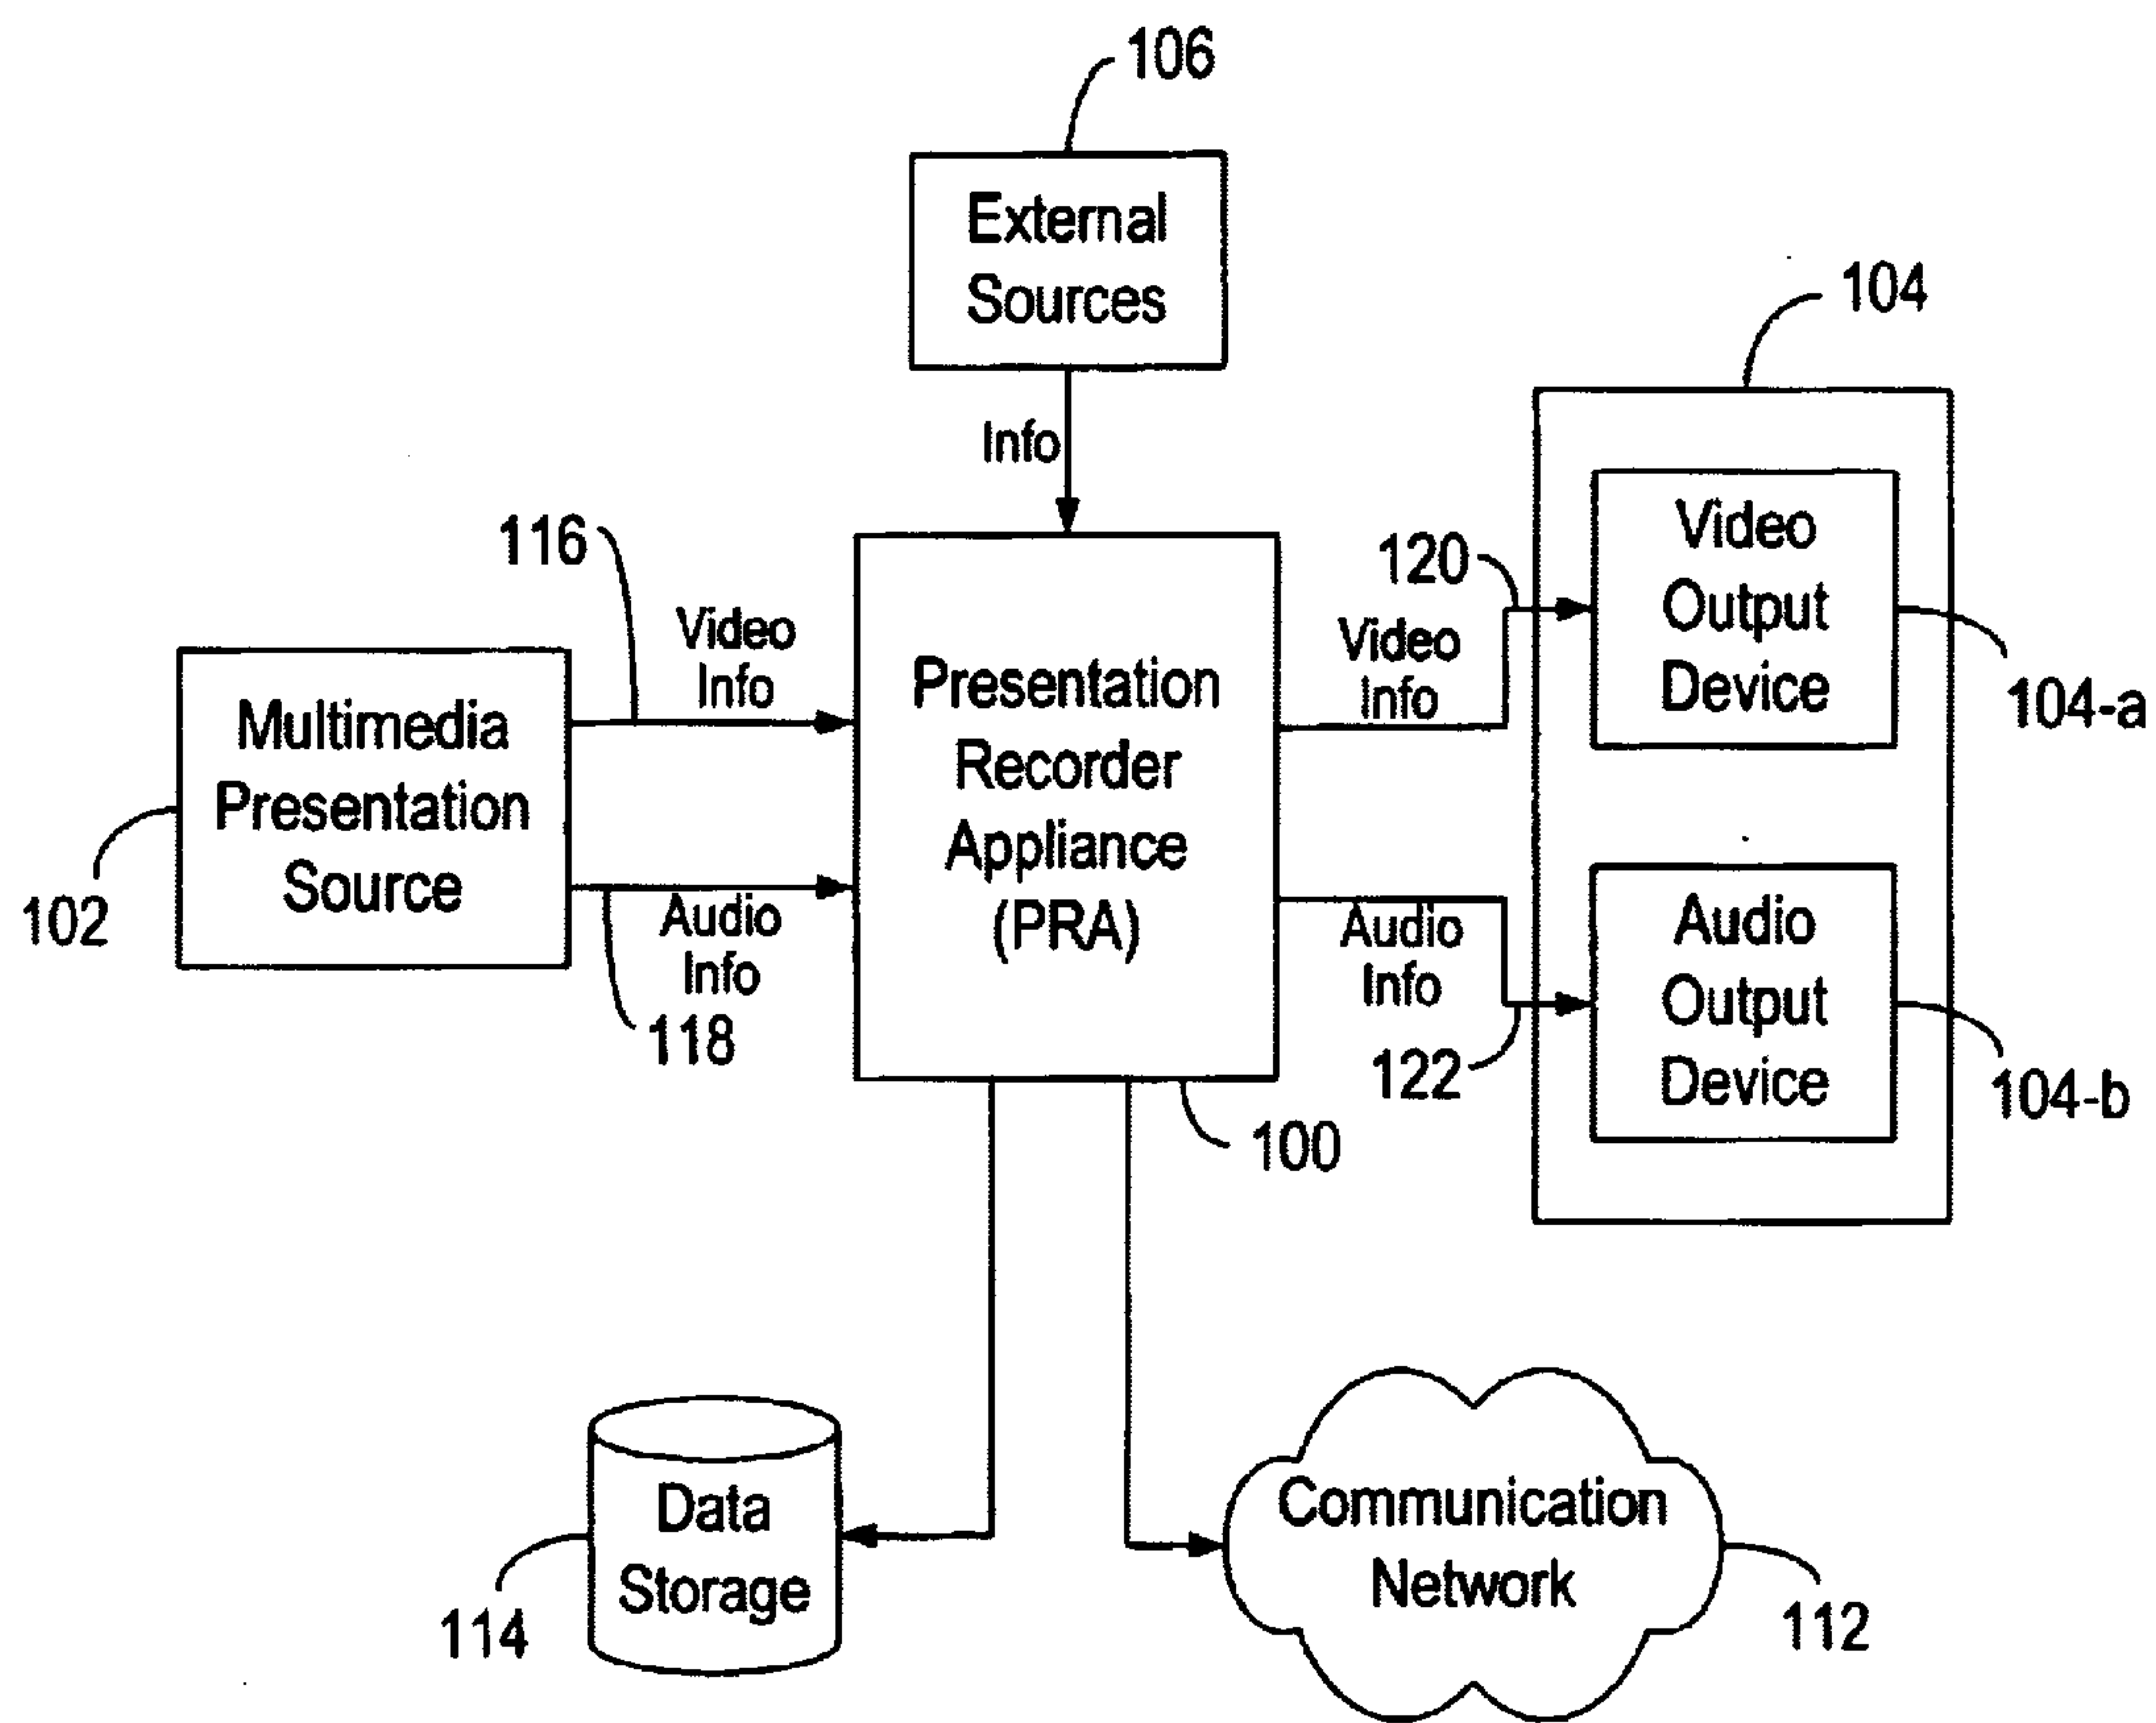 106
External
Sources
Info
104
116
Video
Info
120
Video
Info
Video
Output
Device
104-a
Multimedia
Presentation
Source
102
Audio
Info
118
Presentation
Recorder
Appliance
(PRA)
100
Audio
Info
122
Audio
Output
Device
104-b
Data
Storage
114
Communication
Network
112